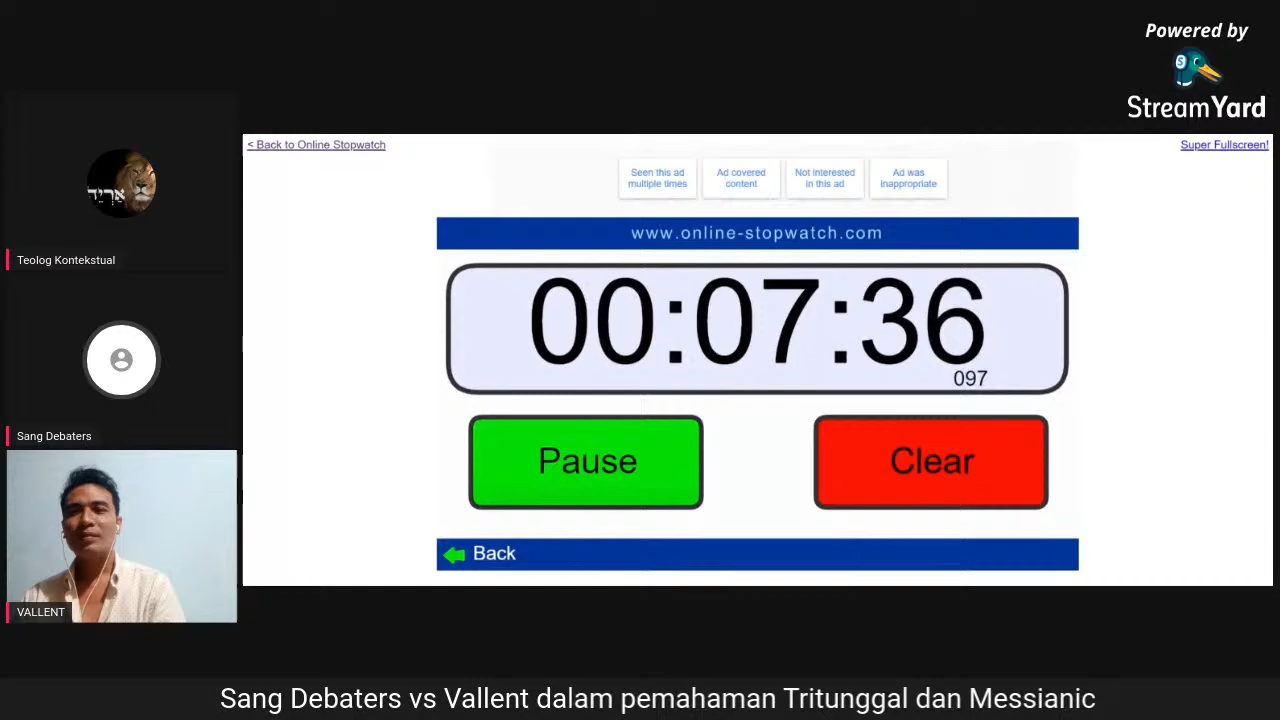 Powered by
StreamYard
< Back to Online Stopwatch
Super Fullscreen!
Seen this ad
multiple times
Ad covered
content
Not interested
in this ad
Ad was
inappropriate
www.online-stopwatch.com
00:07:36
097
Pause
Clear
Back
אַרְיֵה
Teolog Kontekstual
Sang Debaters
VALLENT
Sang Debaters vs Vallent dalam pemahaman Tritunggal dan Messianic